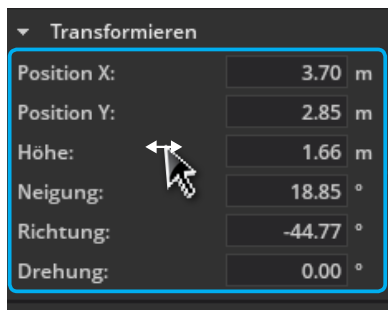 Transformieren
Position X: 3.70 m
Position Y: 2.85 m
Höhe: 1.66 m
Neigung: 18.85 °
Richtung: -44.77 °
Drehung: 0.00 °